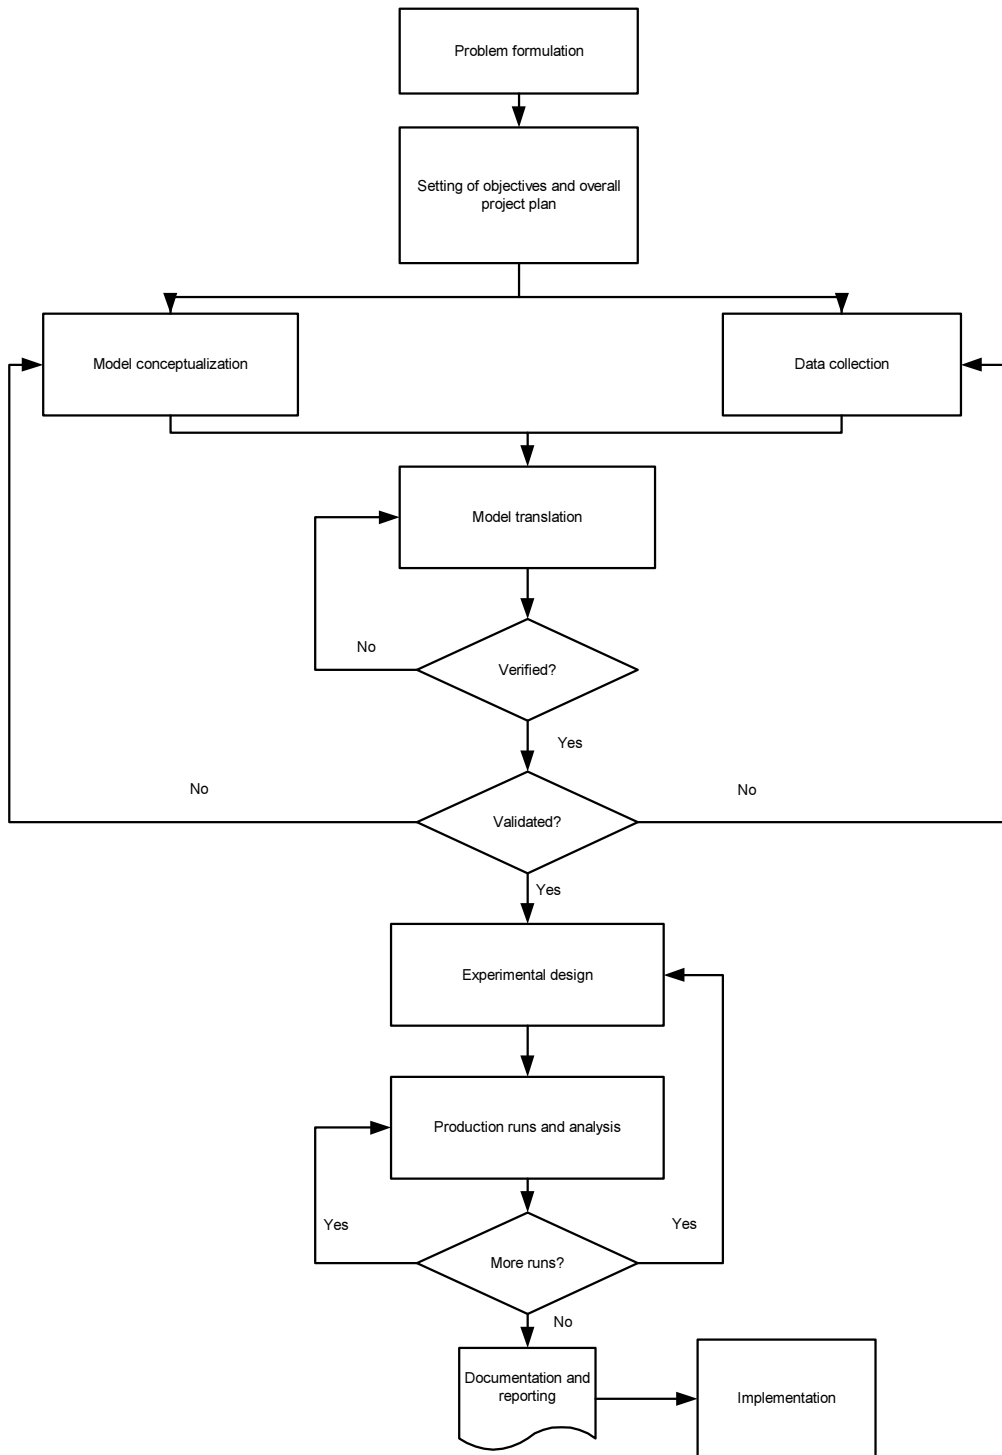 Problem formulation
Setting of objectives and overall
project plan
Model conceptualization
Data collection
Model translation
No
Verified?
Yes
No
No
Validated?
Yes
Experimental design
Production runs and analysis
Yes
Yes
More runs?
No
Documentation and
reporting
Implementation